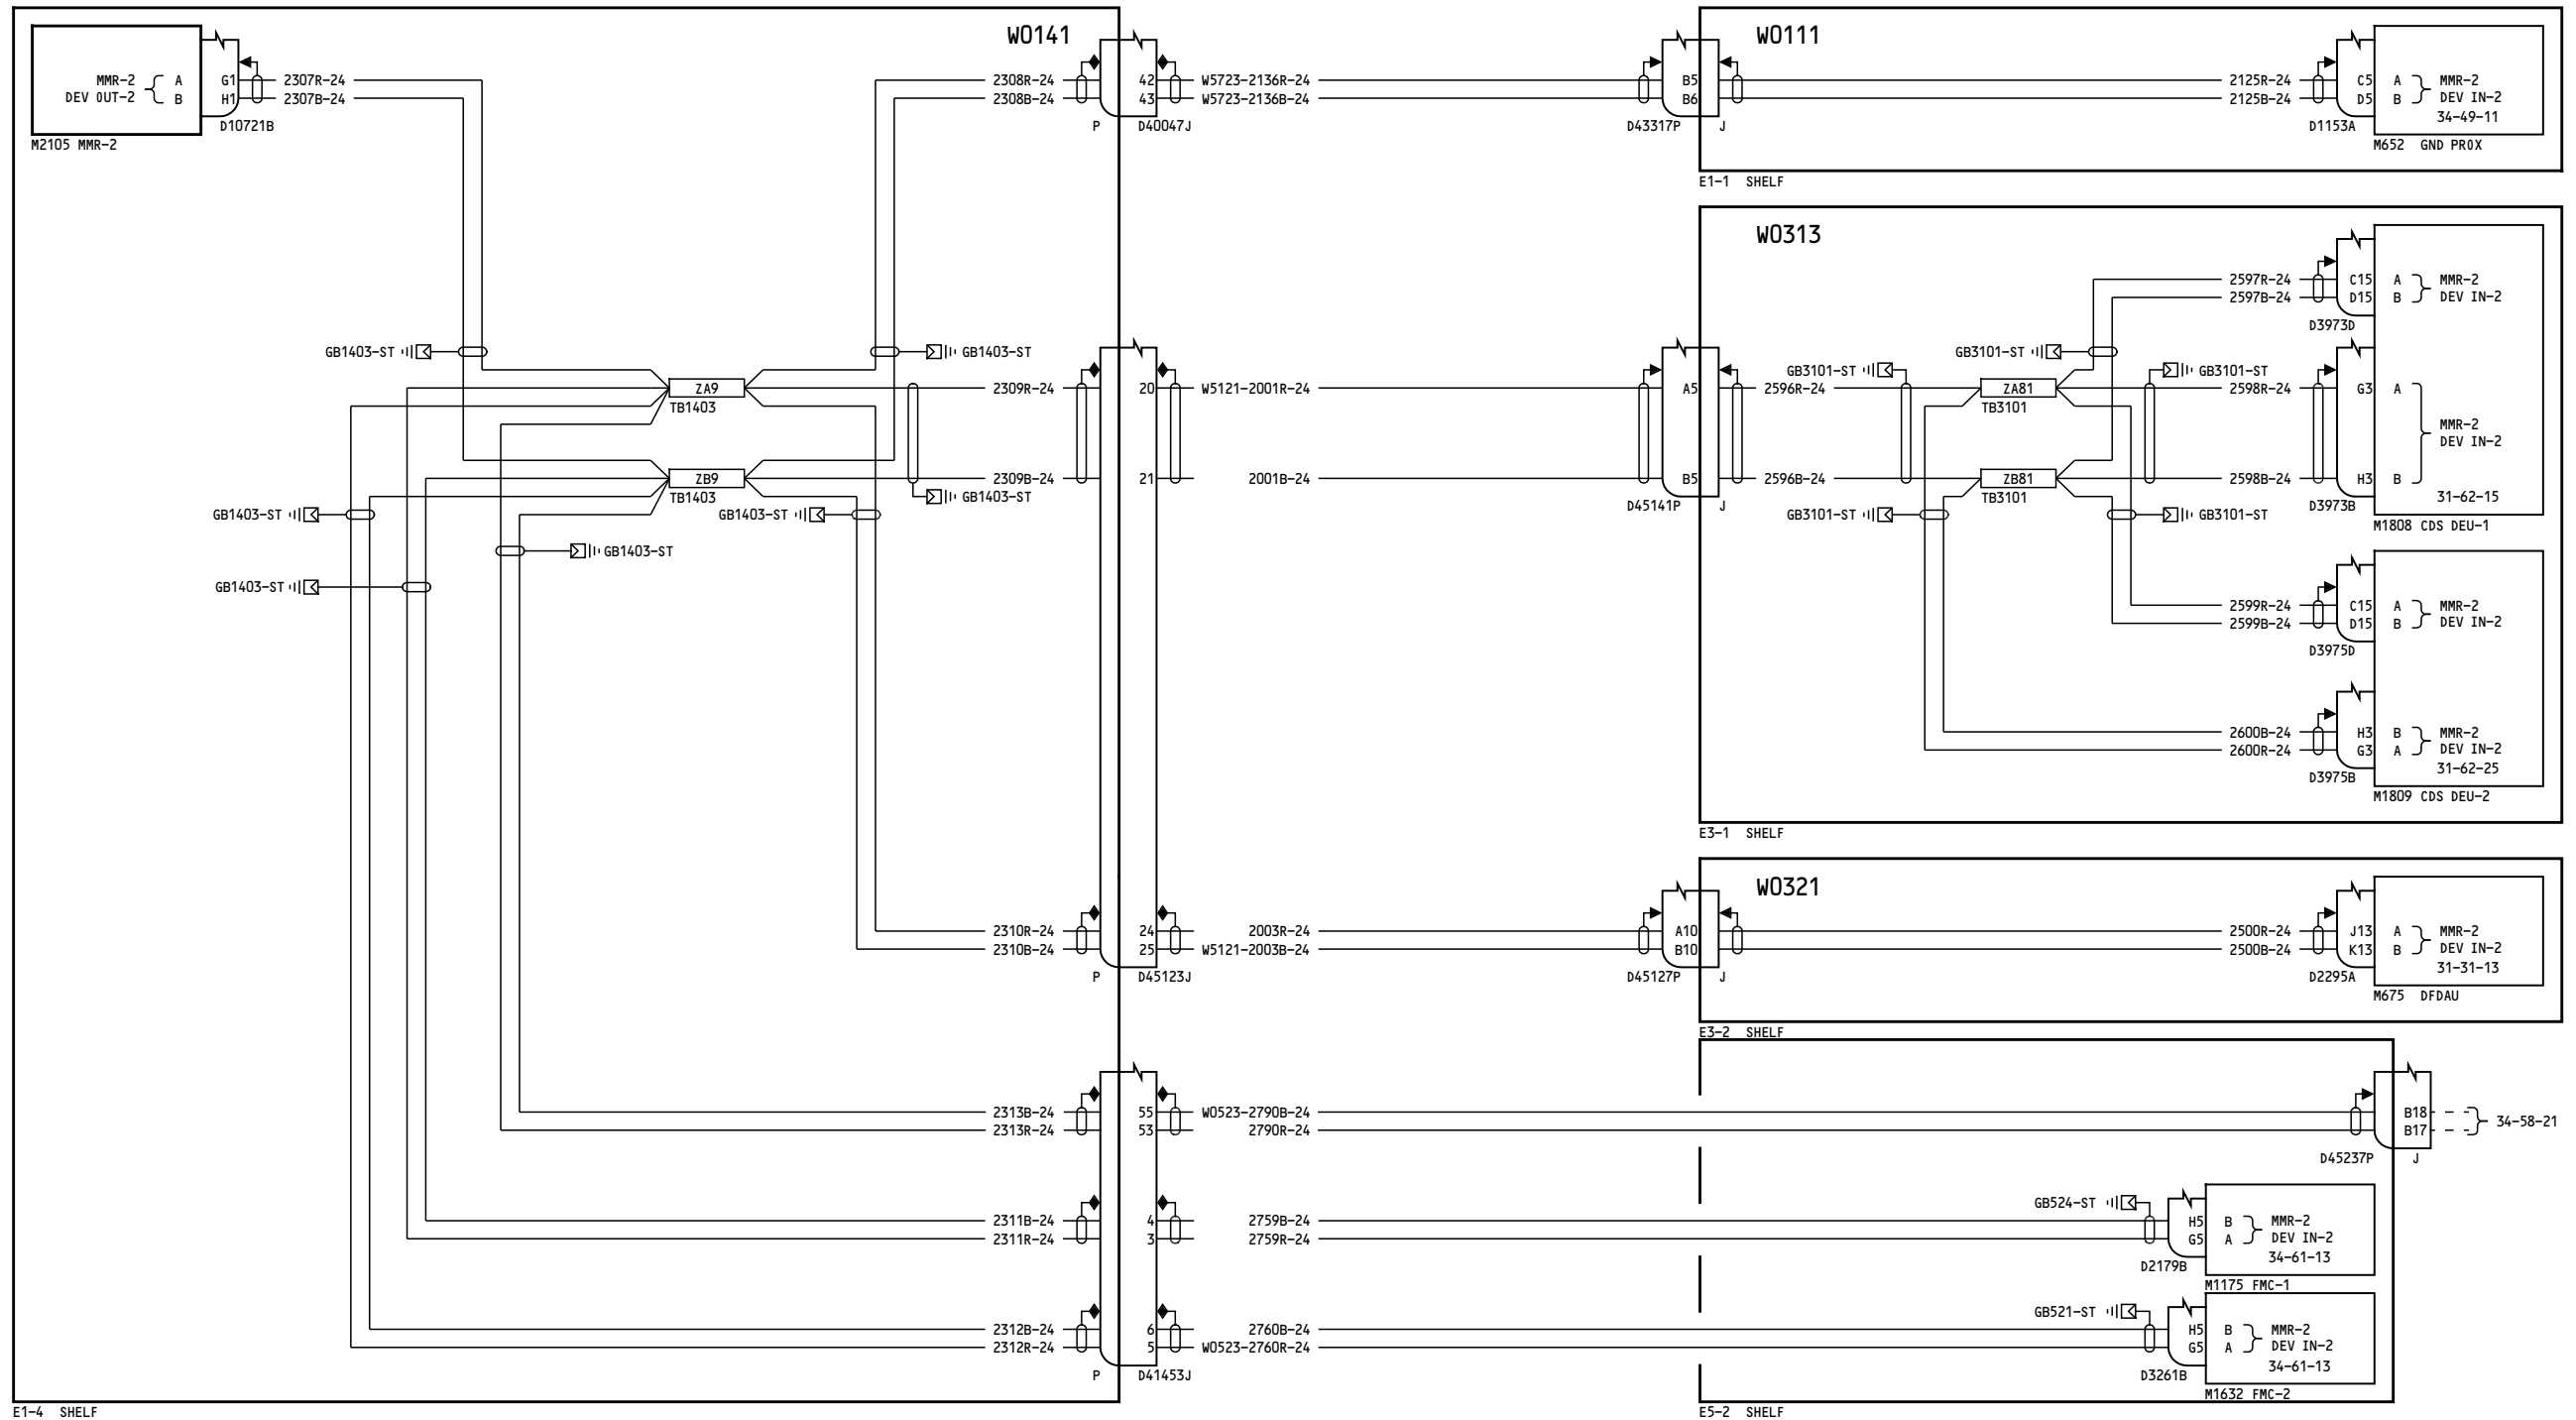 W0141
MMR-2
DEV OUT-2
A
B
G1
H1
2307R-24
2307B-24
D10721B
M2105 MMR-2
2308R-24
2308B-24
42
43
P
D40047J
W5723-2136R-24
W5723-2136B-24
B5
B6
D43317P
J
W0111
2125R-24
2125B-24
C5
D5
D1153A
A
B
MMR-2
DEV IN-2
34-49-11
M652 GND PROX
E1-1 SHELF
W0313
2597R-24
2597B-24
C15
D15
D3973D
A
B
MMR-2
DEV IN-2
GB1403-ST
GB1403-ST
ZA9
TB1403
2309R-24
20
W5121-2001R-24
A5
2596R-24
GB3101-ST
GB3101-ST
ZA81
TB3101
GB3101-ST
2598R-24
G3
A
MMR-2
DEV IN-2
ZB9
TB1403
2309B-24
GB1403-ST
21
2001B-24
B5
D45141P
J
2596B-24
ZB81
TB3101
2598B-24
H3
B
31-62-15
D3973B
M1808 CDS DEU-1
GB1403-ST
GB1403-ST
GB1403-ST
GB1403-ST
GB3101-ST
GB3101-ST
2599R-24
2599B-24
C15
D15
D3975D
A
B
MMR-2
DEV IN-2
2600B-24
2600R-24
H3
G3
D3975B
B
A
MMR-2
DEV IN-2
31-62-25
M1809 CDS DEU-2
E3-1 SHELF
W0321
2310R-24
2310B-24
24
25
P
D45123J
2003R-24
W5121-2003B-24
A10
B10
D45127P
J
2500R-24
2500B-24
J13
K13
D2295A
A
B
MMR-2
DEV IN-2
31-31-13
M675 DFDAU
E3-2 SHELF
2313B-24
2313R-24
55
53
W0523-2790B-24
2790R-24
B18
B17
34-58-21
D45237P
J
2311B-24
2311R-24
4
3
2759B-24
2759R-24
GB524-ST
H5
G5
D2179B
B
A
MMR-2
DEV IN-2
34-61-13
M1175 FMC-1
2312B-24
2312R-24
6
5
P
D41453J
2760B-24
W0523-2760R-24
GB521-ST
H5
G5
D3261B
B
A
MMR-2
DEV IN-2
34-61-13
M1632 FMC-2
E1-4 SHELF
E5-2 SHELF